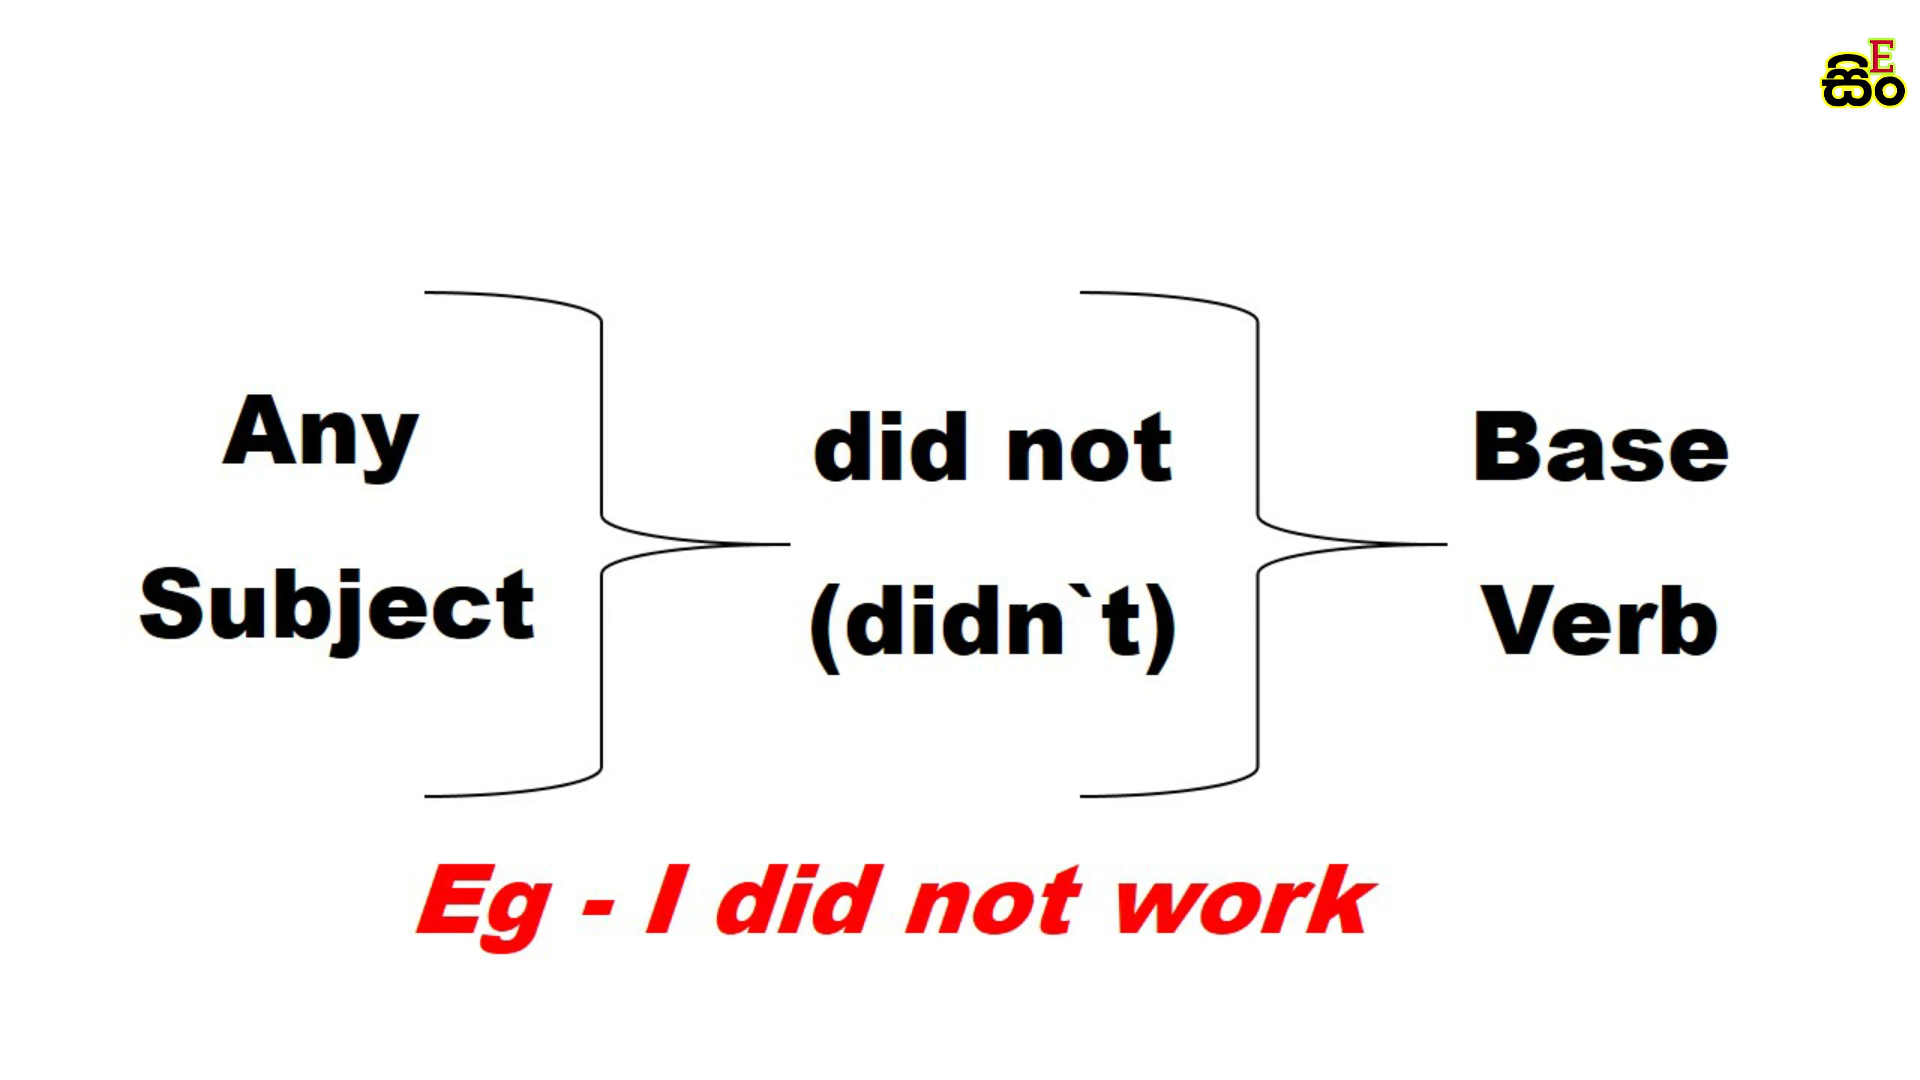 සිංE
Any
Subject
did not
(didn`t)
Base
Verb
Eg - I did not work